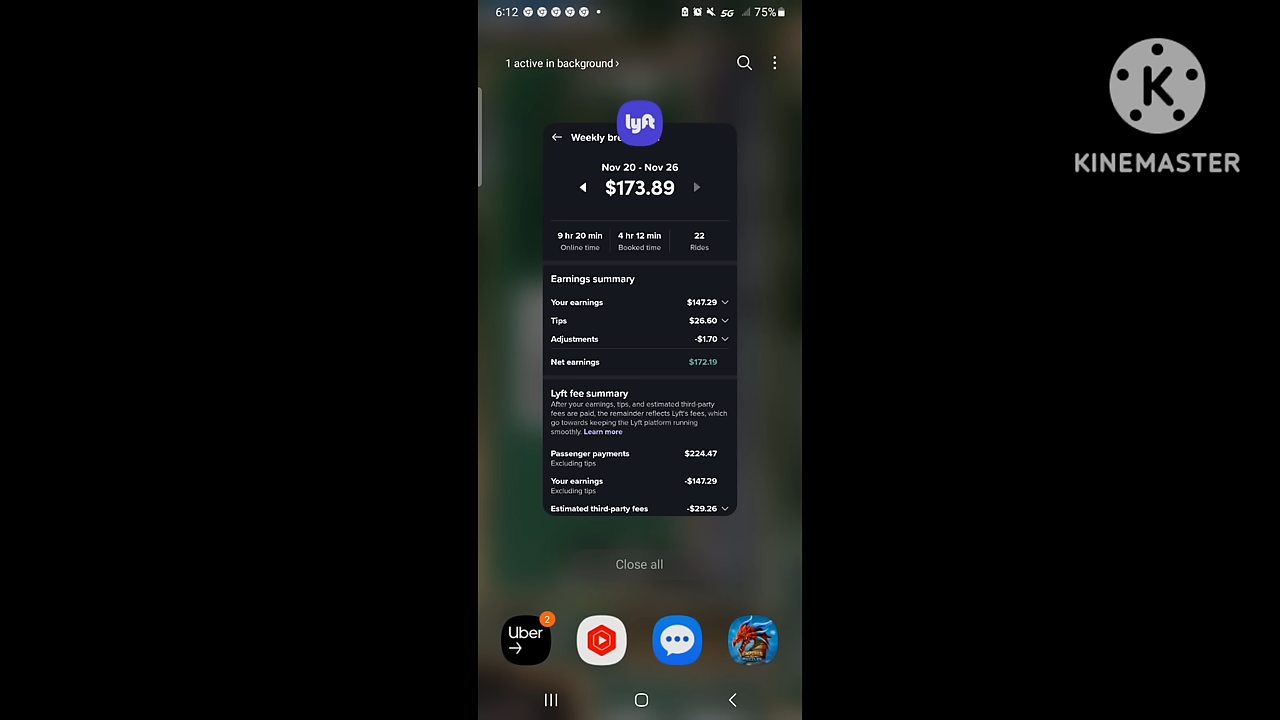 6:12
5G
75%
1 active in background ›
lyft
Weekly
Nov 20 - Nov 26
$173.89
9 hr 20 min 4 hr 12 min 22
Online time Booked time Rides
Earnings summary
Your earnings $147.29
Tips $26.60
Adjustments -$1.70
Net earnings $172.19
Lyft fee summary
After your earnings, tips, and estimated third-party
fees are paid, the remainder reflects Lyft's fees, which
go towards keeping the Lyft platform running
smoothly. Learn more
Passenger payments $224.47
Excluding tips
Your earnings -$147.29
Excluding tips
Estimated third-party fees -$29.26
Close all
Uber
2
K
KINEMASTER